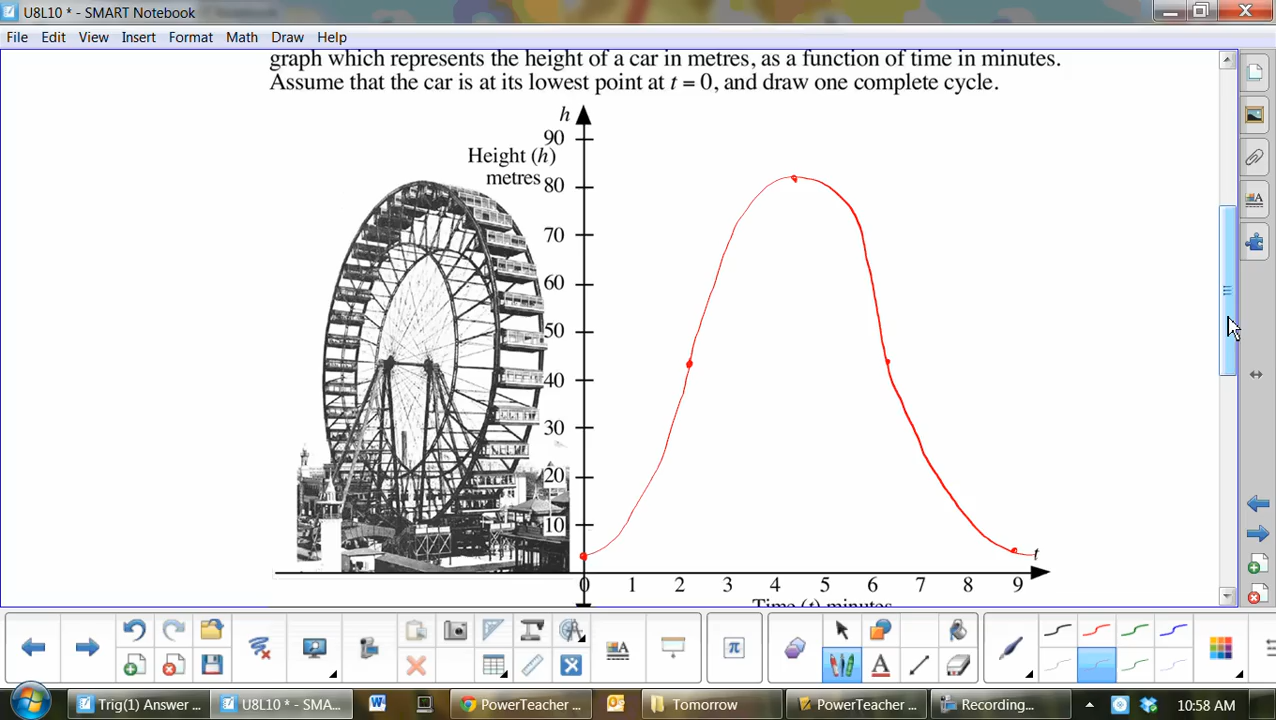 U8L10 * - SMART Notebook
File Edit View Insert Format Math Draw Help
graph which represents the height of a car in metres, as a function of time in minutes.
Assume that the car is at its lowest point at t = 0, and draw one complete cycle.
h
90
Height (h)
metres 80
70
60
50
40
30
20
10
t
0 1 2 3 4 5 6 7 8 9
Time (t) minutes
π
A
Trig(1) Answer ... U8L10 * - SMA... PowerTeacher ... Tomorrow PowerTeacher ... Recording... 10:58 AM